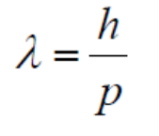 λ = h / p